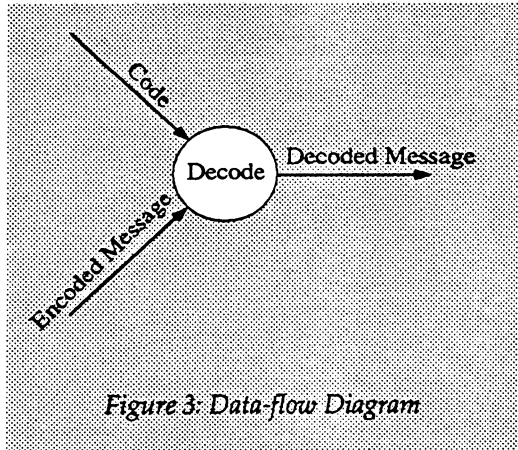 Code
Decode
Decoded Message
Encoded Message
Figure 3: Data-flow Diagram